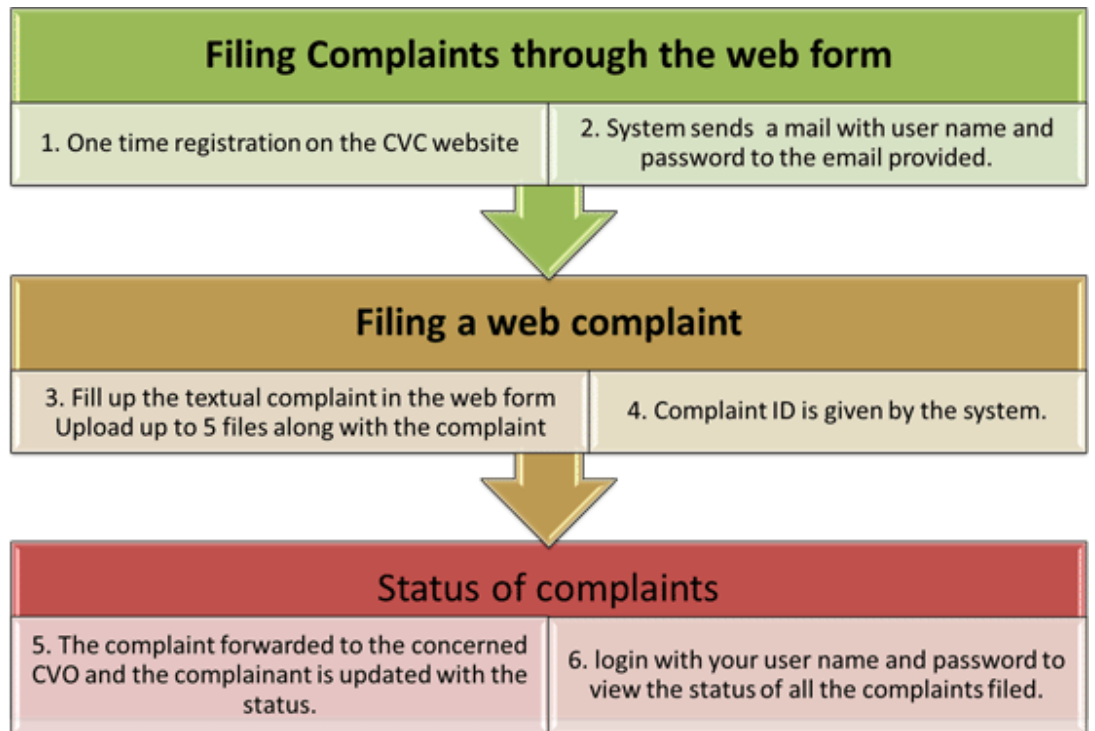 Filing Complaints through the web form
1. One time registration on the CVC website
2. System sends a mail with user name and
password to the email provided.
Filing a web complaint
3. Fill up the textual complaint in the web form
Upload up to 5 files along with the complaint
4. Complaint ID is given by the system.
Status of complaints
5. The complaint forwarded to the concerned
CVO and the complainant is updated with the
status.
6. login with your user name and password to
view the status of all the complaints filed.